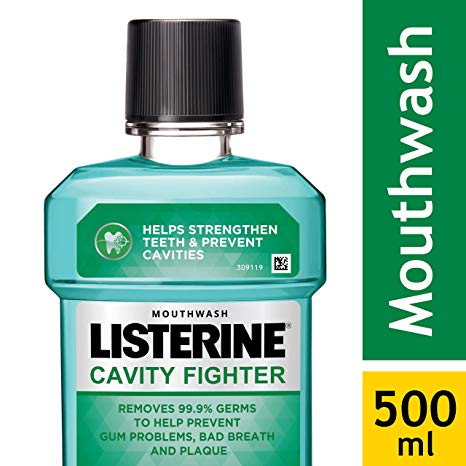 HELPS STRENGTHEN
TEETH & PREVENT
CAVITIES
309119
MOUTHWASH
LISTERINE®
CAVITY FIGHTER
REMOVES 99.9% GERMS
TO HELP PREVENT
GUM PROBLEMS, BAD BREATH
AND PLAQUE
Mouthwash
500
ml